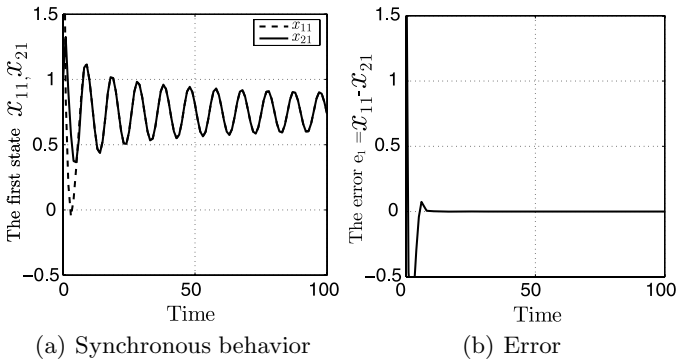 1.5
1
0.5
0
−0.5
0
50
100
The first state x11,x21
Time
x11
x21
(a) Synchronous behavior
1.5
1
0.5
0
−0.5
0
50
100
The error e1=x11-x21
Time
(b) Error